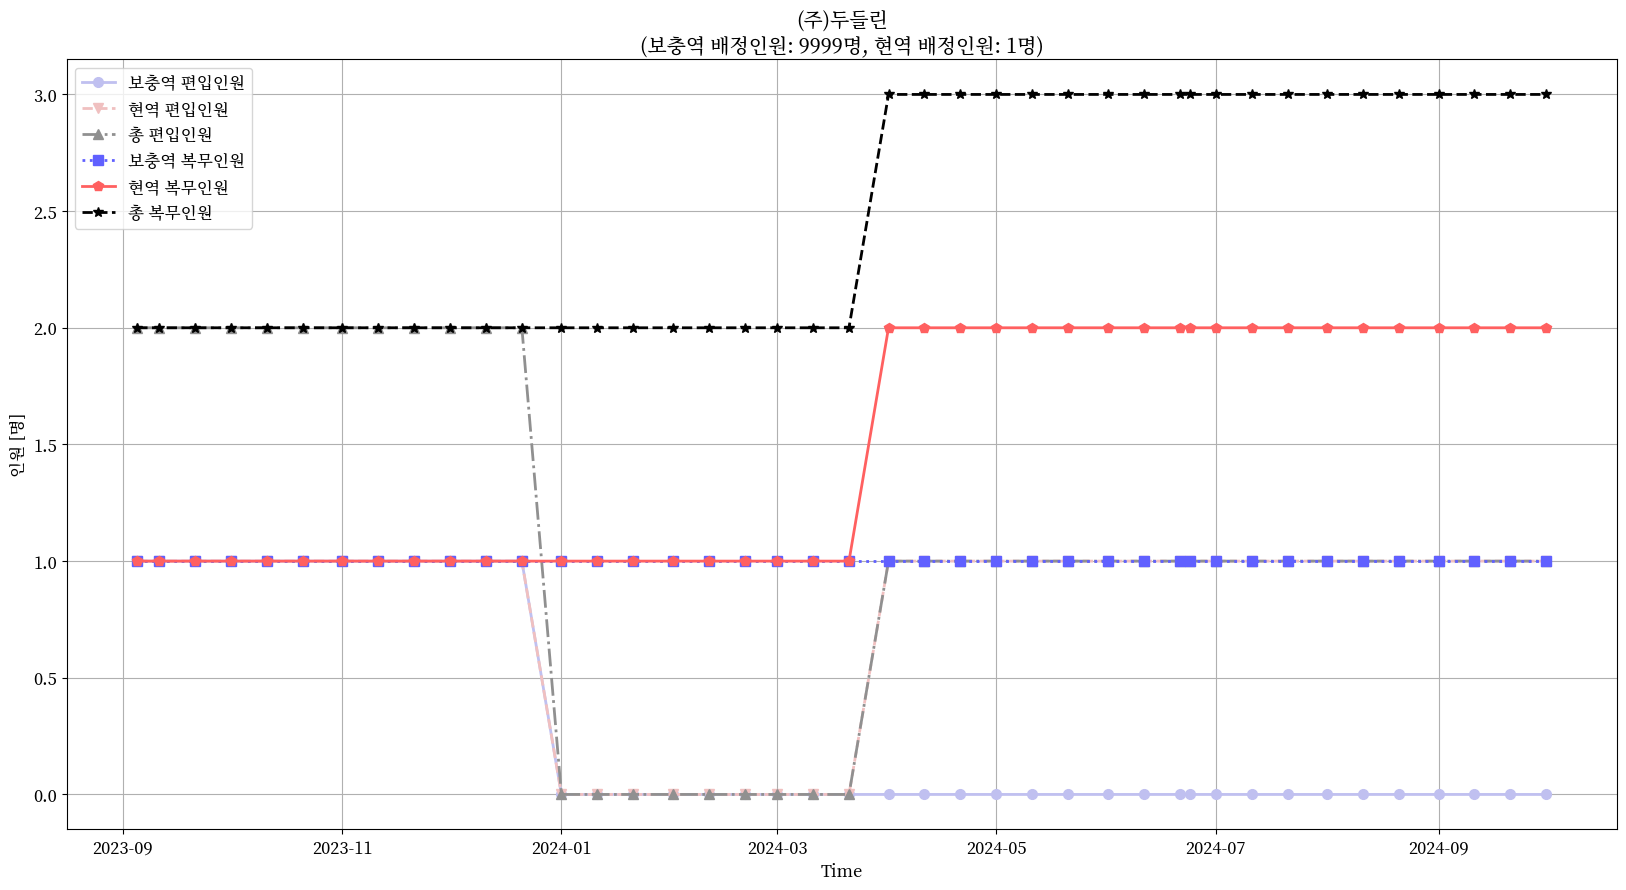 (주)두들린
(보충역 배정인원: 9999명, 현역 배정인원: 1명)
보충역 편입인원
현역 편입인원
총 편입인원
보충역 복무인원
현역 복무인원
총 복무인원
3.0
2.5
2.0
1.5
1.0
0.5
0.0
인원 [명]
2023-09
2023-11
2024-01
2024-03
2024-05
2024-07
2024-09
Time